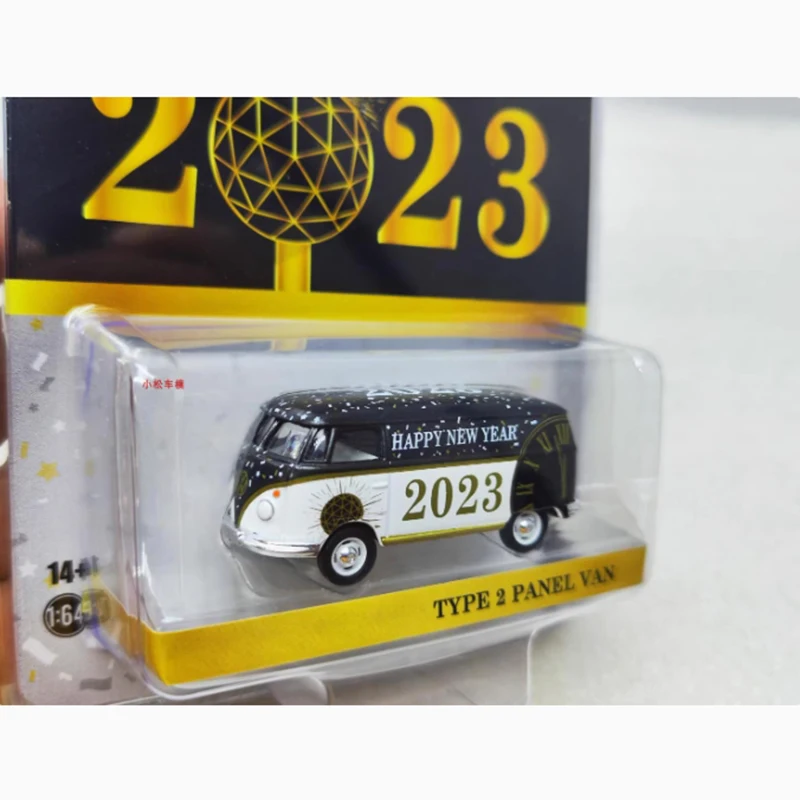 2023
小松车模
HAPPY NEW YEAR
2023
14+
1:64
TYPE 2 PANEL VAN